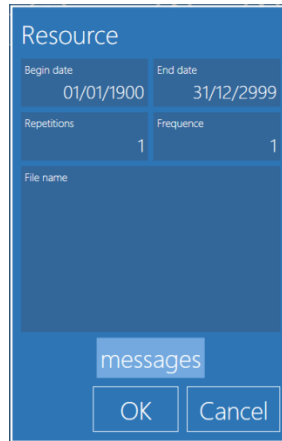 Resource
Begin date End date
01/01/1900 31/12/2999
Repetitions Frequence
1 1
File name
messages
OK Cancel